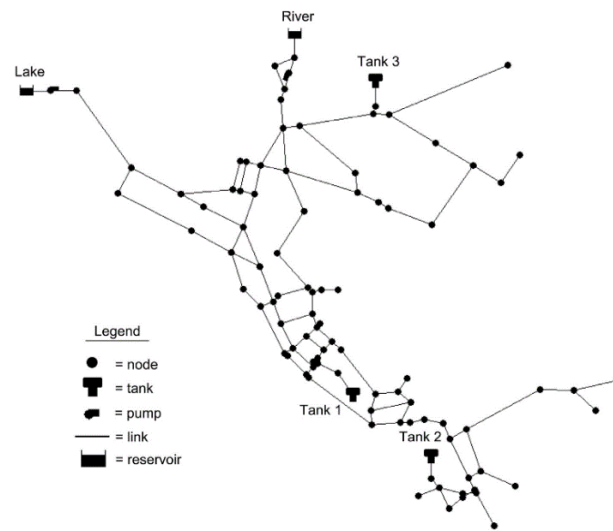 River
Lake
Tank 3
Legend
= node
= tank
= pump
= link
= reservoir
Tank 1
Tank 2